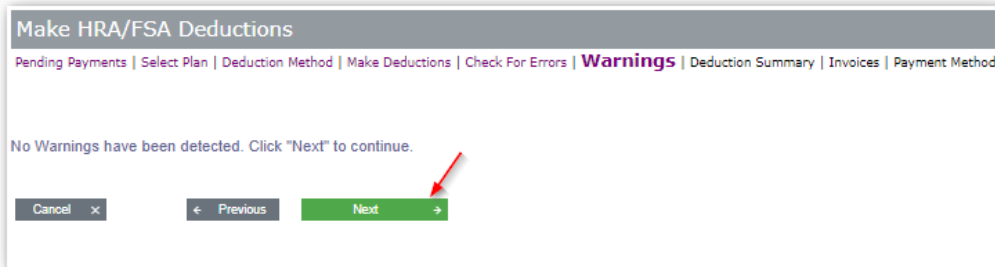 Make HRA/FSA Deductions
Pending Payments | Select Plan | Deduction Method | Make Deductions | Check For Errors | Warnings | Deduction Summary | Invoices | Payment Method
No Warnings have been detected. Click "Next" to continue.
Cancel × ← Previous Next →